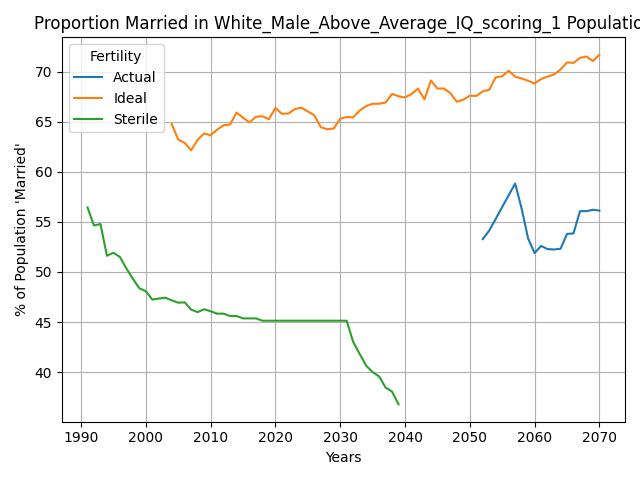 Proportion Married in White_Male_Above_Average_IQ_scoring_1 Populatio
Fertility
Actual
Ideal
Sterile
% of Population 'Married'
70
65
60
55
50
45
40
1990 2000 2010 2020 2030 2040 2050 2060 2070
Years